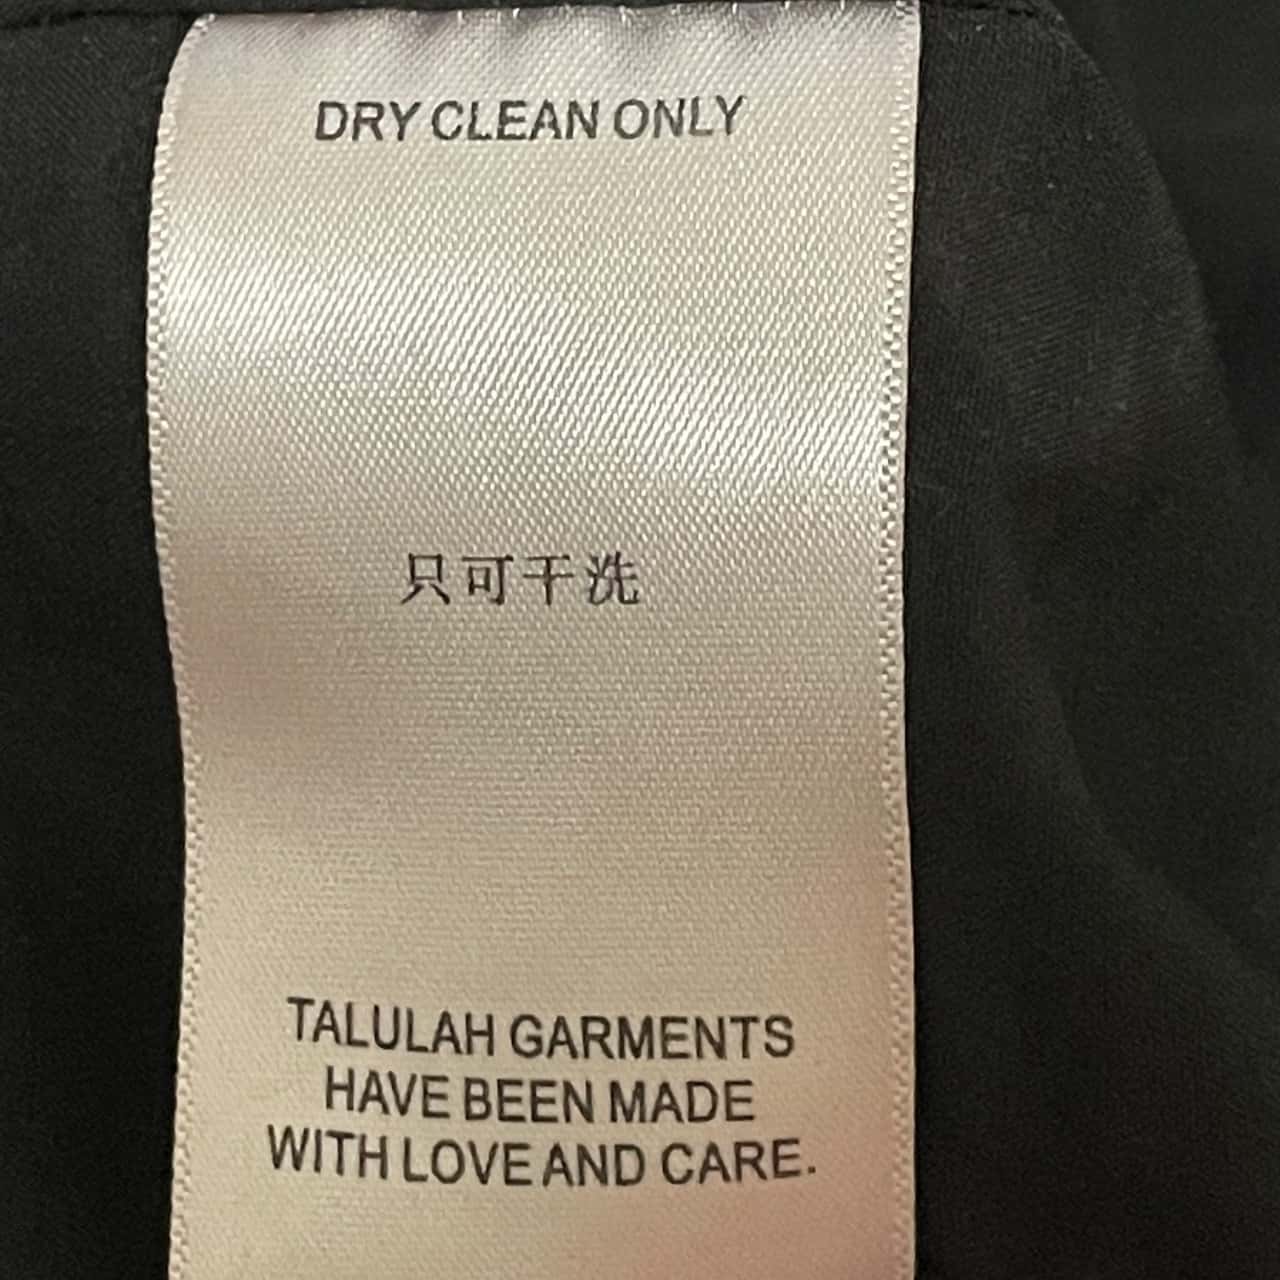 DRY CLEAN ONLY
只可干洗
TALULAH GARMENTS
HAVE BEEN MADE
WITH LOVE AND CARE.